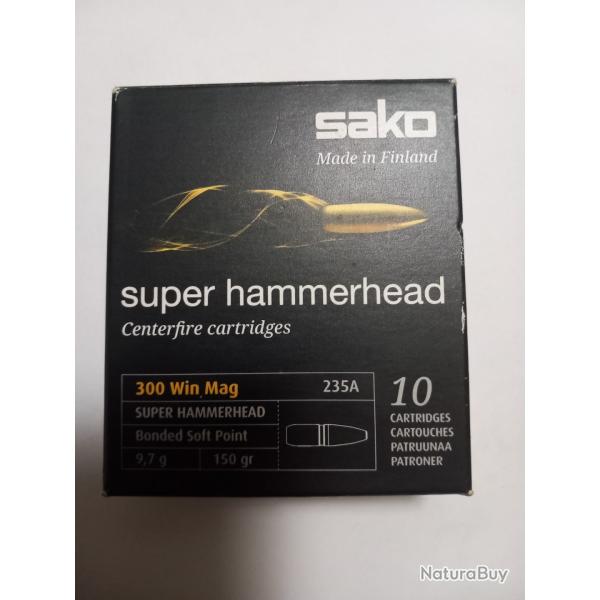 sako
Made in Finland
super hammerhead
Centerfire cartridges
300 Win Mag 235A
SUPER HAMMERHEAD
Bonded Soft Point
9,7 g 150 gr
10
CARTRIDGES
CARTOUCHES
PATRUUNAA
PATRONER
NaturaBuy